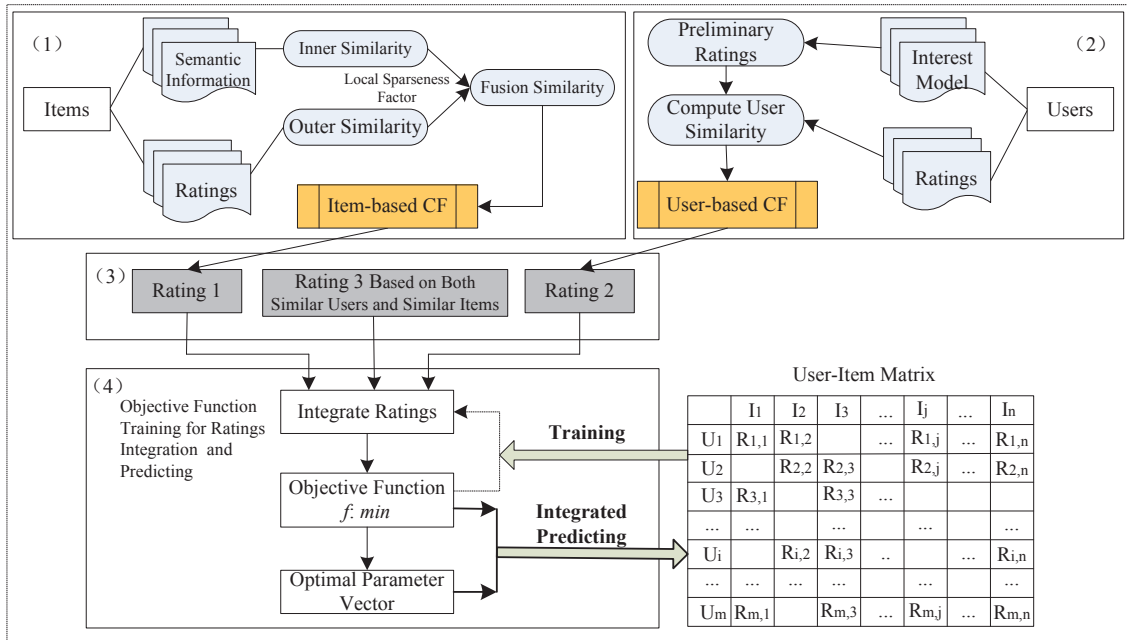 （1）
Semantic
Information
Inner Similarity
Local Sparseness
Factor
Fusion Similarity
Items
Outer Similarity
Ratings
Item-based CF
（2）
Preliminary
Ratings
Interest
Model
Users
Compute User
Similarity
Ratings
User-based CF
（3）
Rating 1
Rating 3 Based on Both
Similar Users and Similar Items
Rating 2
（4）
Objective Function
Training for Ratings
Integration and
Predicting
Integrate Ratings
Objective Function
f: min
Optimal Parameter
Vector
Training
Integrated
Predicting
User-Item Matrix
I1 I2 I3 ... Ij ... In
U1 R1,1 R1,2 ... R1,j ... R1,n
U2 R2,2 R2,3 R2,j ... R2,n
U3 R3,1 R3,3 ...
... ... ... ... ... ...
Ui Ri,2 Ri,3 .. ... Ri,n
... ... ... ... ... ... ...
Um Rm,1 Rm,3 ... Rm,j ... Rm,n